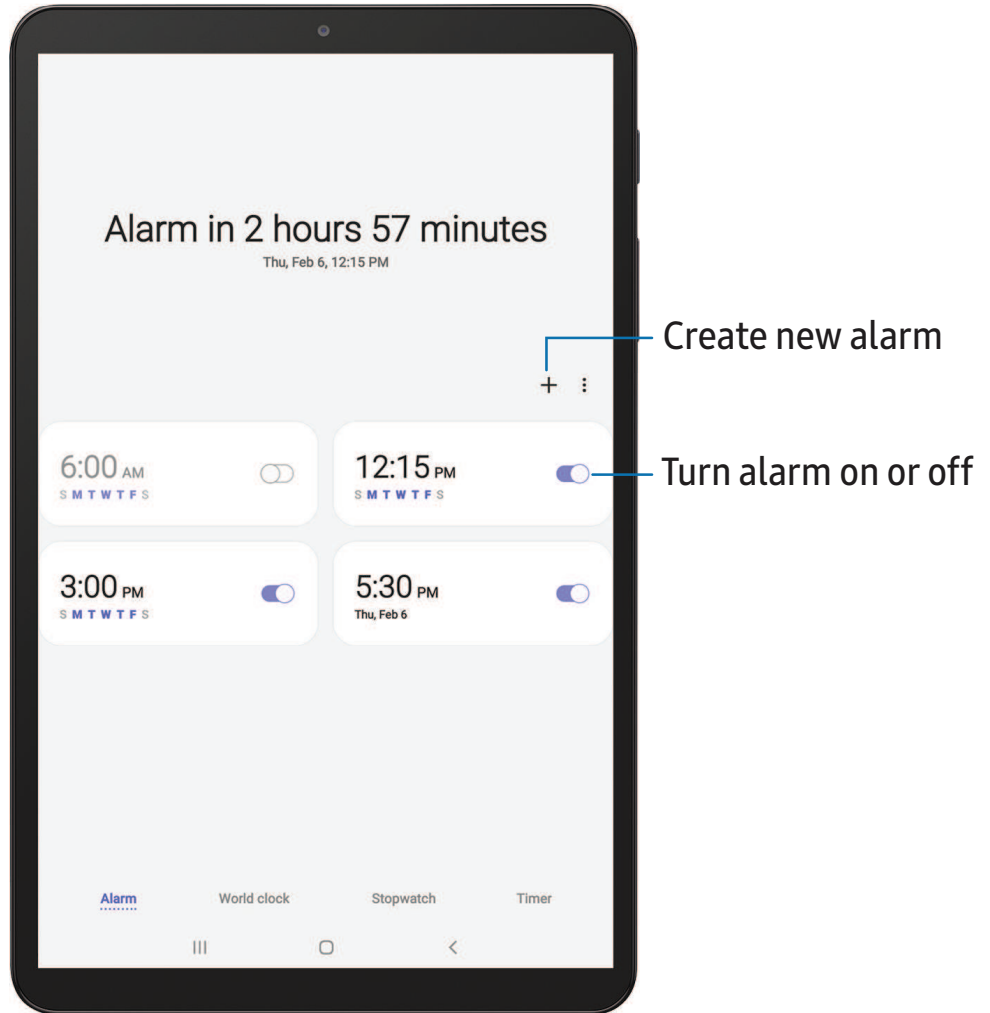 Alarm in 2 hours 57 minutes
Thu, Feb 6, 12:15 PM
Create new alarm
6:00 AM
S M T W T F S
12:15 PM
S M T W T F S
Turn alarm on or off
3:00 PM
S M T W T F S
5:30 PM
Thu, Feb 6
Alarm World clock Stopwatch Timer